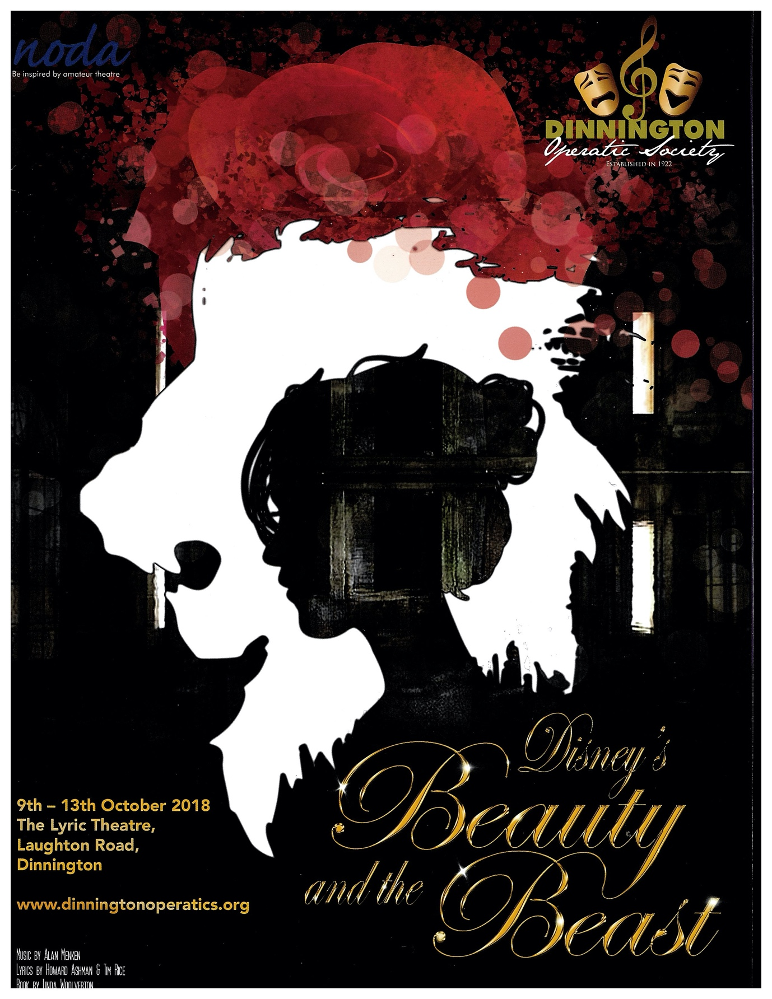 noda
Be inspired by amateur theatre
DINNINGTON
Operatic Society
ESTABLISHED IN 1922
Disney's
Beauty
and the
Beast
9th – 13th October 2018
The Lyric Theatre,
Laughton Road,
Dinnington
www.dinningtonoperatics.org
MUSIC BY ALAN MENKEN
LYRICS BY HOWARD ASHMAN & TIM RICE
BOOK BY LINDA WOOLVERTON